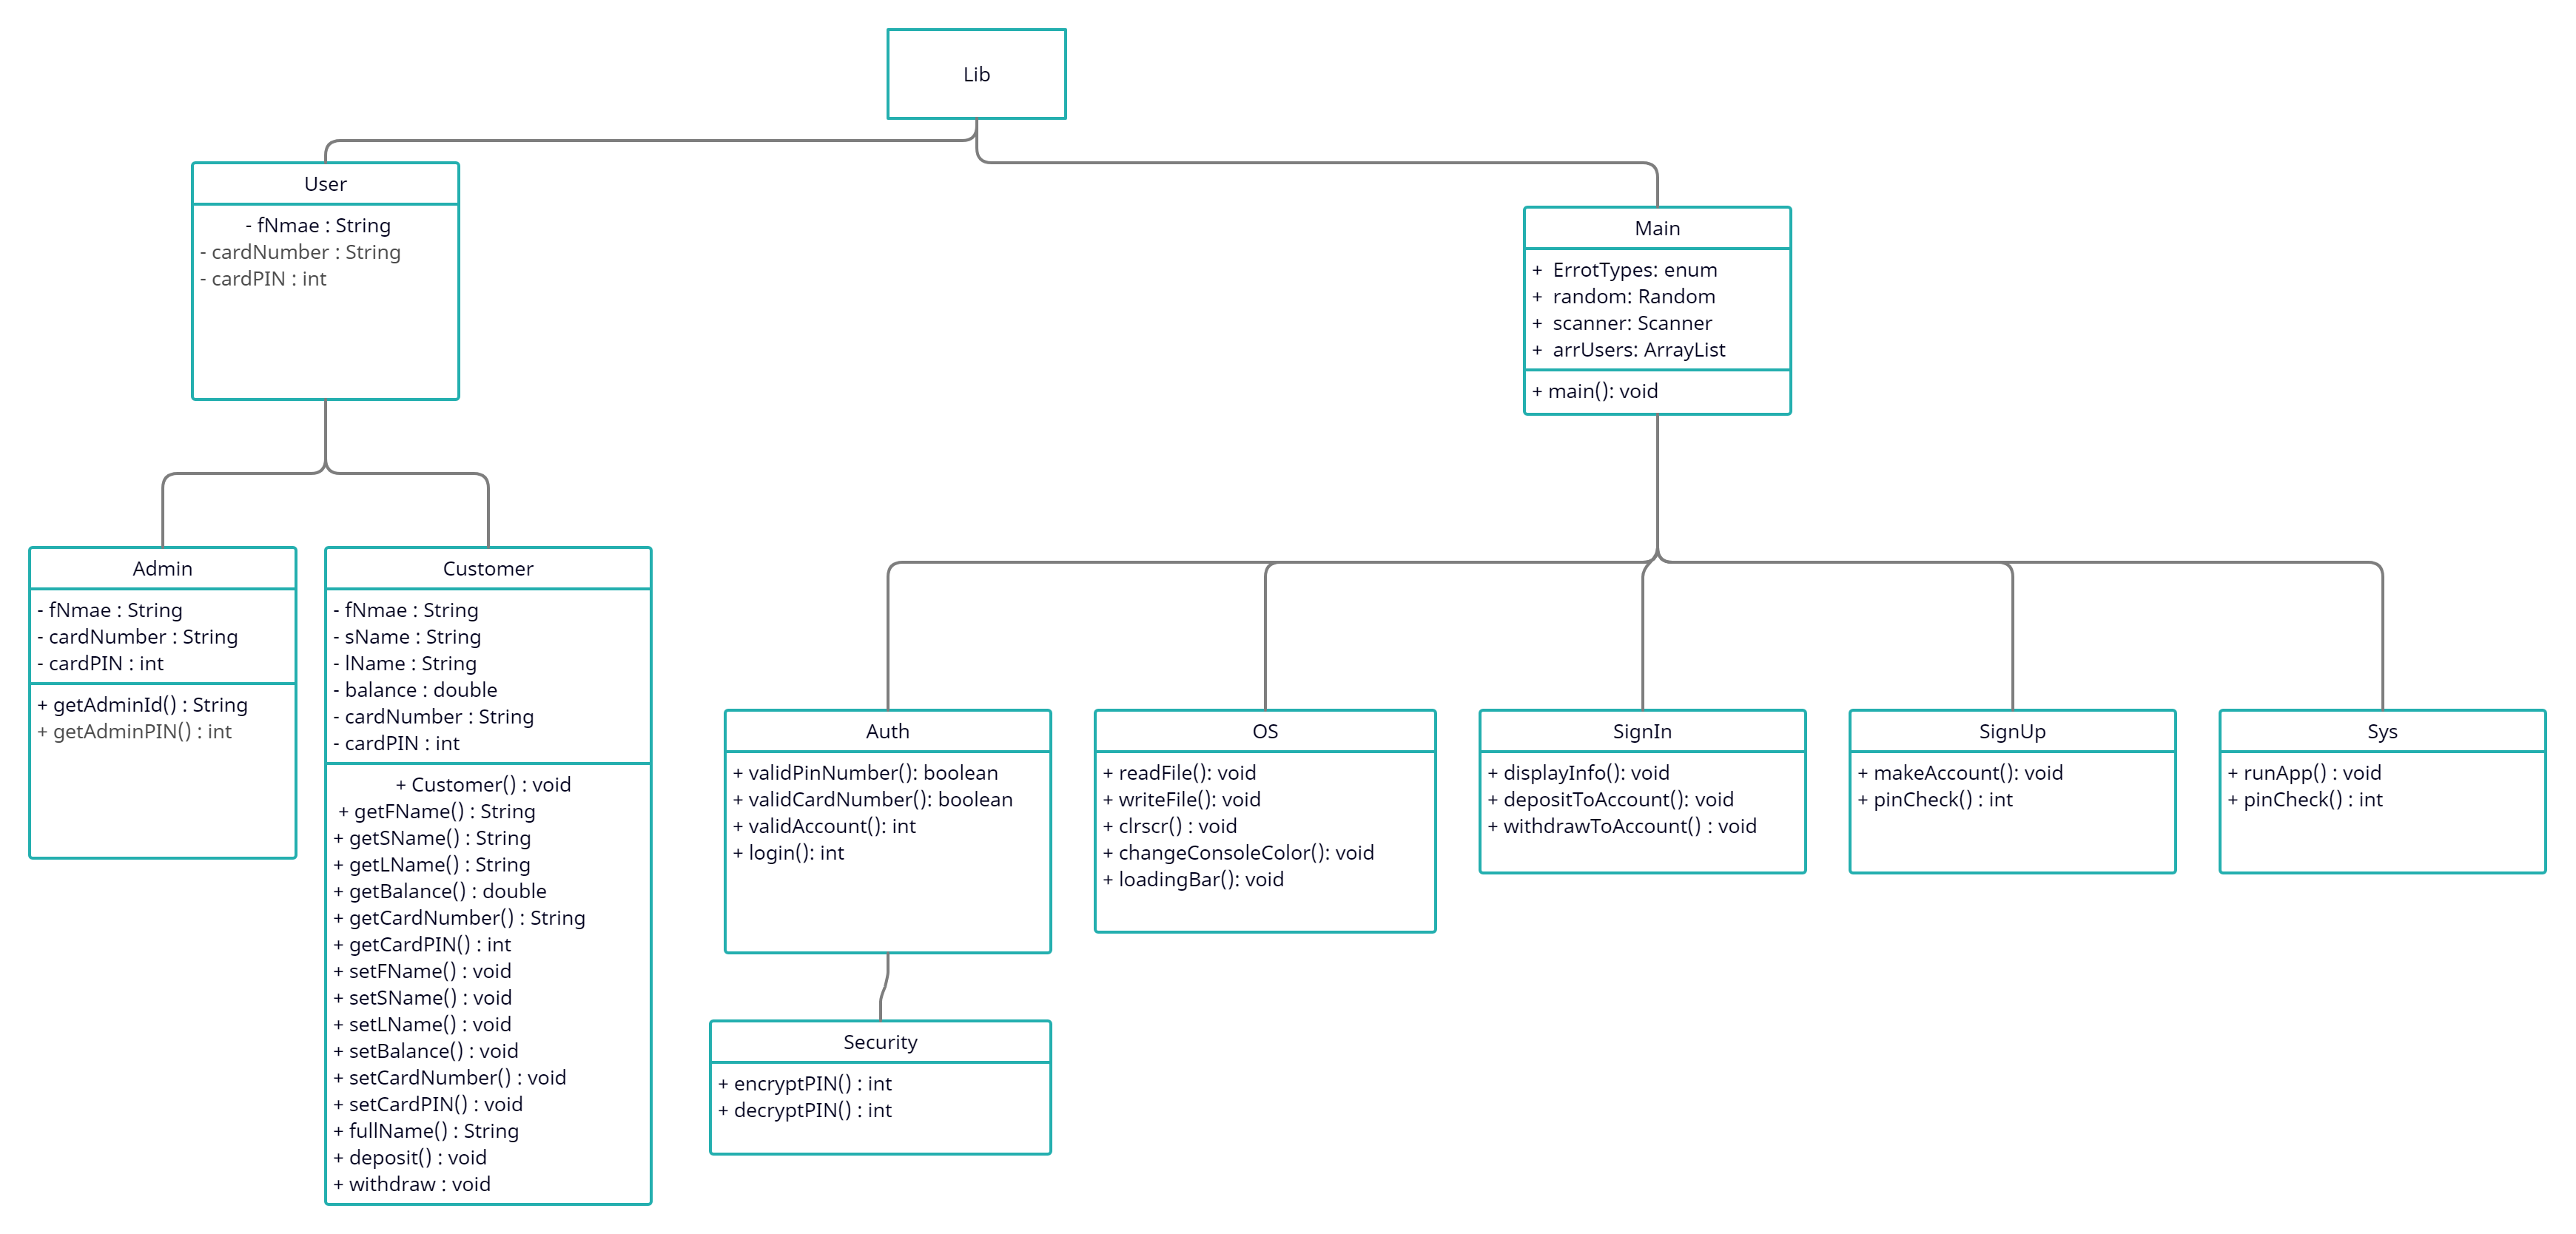 Lib
User
- fNmae : String
- cardNumber : String
- cardPIN : int
Main
+  ErrotTypes: enum
+  random: Random
+  scanner: Scanner
+  arrUsers: ArrayList
+ main(): void
Admin
- fNmae : String
- cardNumber : String
- cardPIN : int
+ getAdminId() : String
+ getAdminPIN() : int
Customer
- fNmae : String
- sName : String
- lName : String
- balance : double
- cardNumber : String
- cardPIN : int
+ Customer() : void
+ getFName() : String
+ getSName() : String
+ getLName() : String
+ getBalance() : double
+ getCardNumber() : String
+ getCardPIN() : int
+ setFName() : void
+ setSName() : void
+ setLName() : void
+ setBalance() : void
+ setCardNumber() : void
+ setCardPIN() : void
+ fullName() : String
+ deposit() : void
+ withdraw : void
Auth
+ validPinNumber(): boolean
+ validCardNumber(): boolean
+ validAccount(): int
+ login(): int
OS
+ readFile(): void
+ writeFile(): void
+ clrscr() : void
+ changeConsoleColor(): void
+ loadingBar(): void
SignIn
+ displayInfo(): void
+ depositToAccount(): void
+ withdrawToAccount() : void
SignUp
+ makeAccount(): void
+ pinCheck() : int
Sys
+ runApp() : void
+ pinCheck() : int
Security
+ encryptPIN() : int
+ decryptPIN() : int